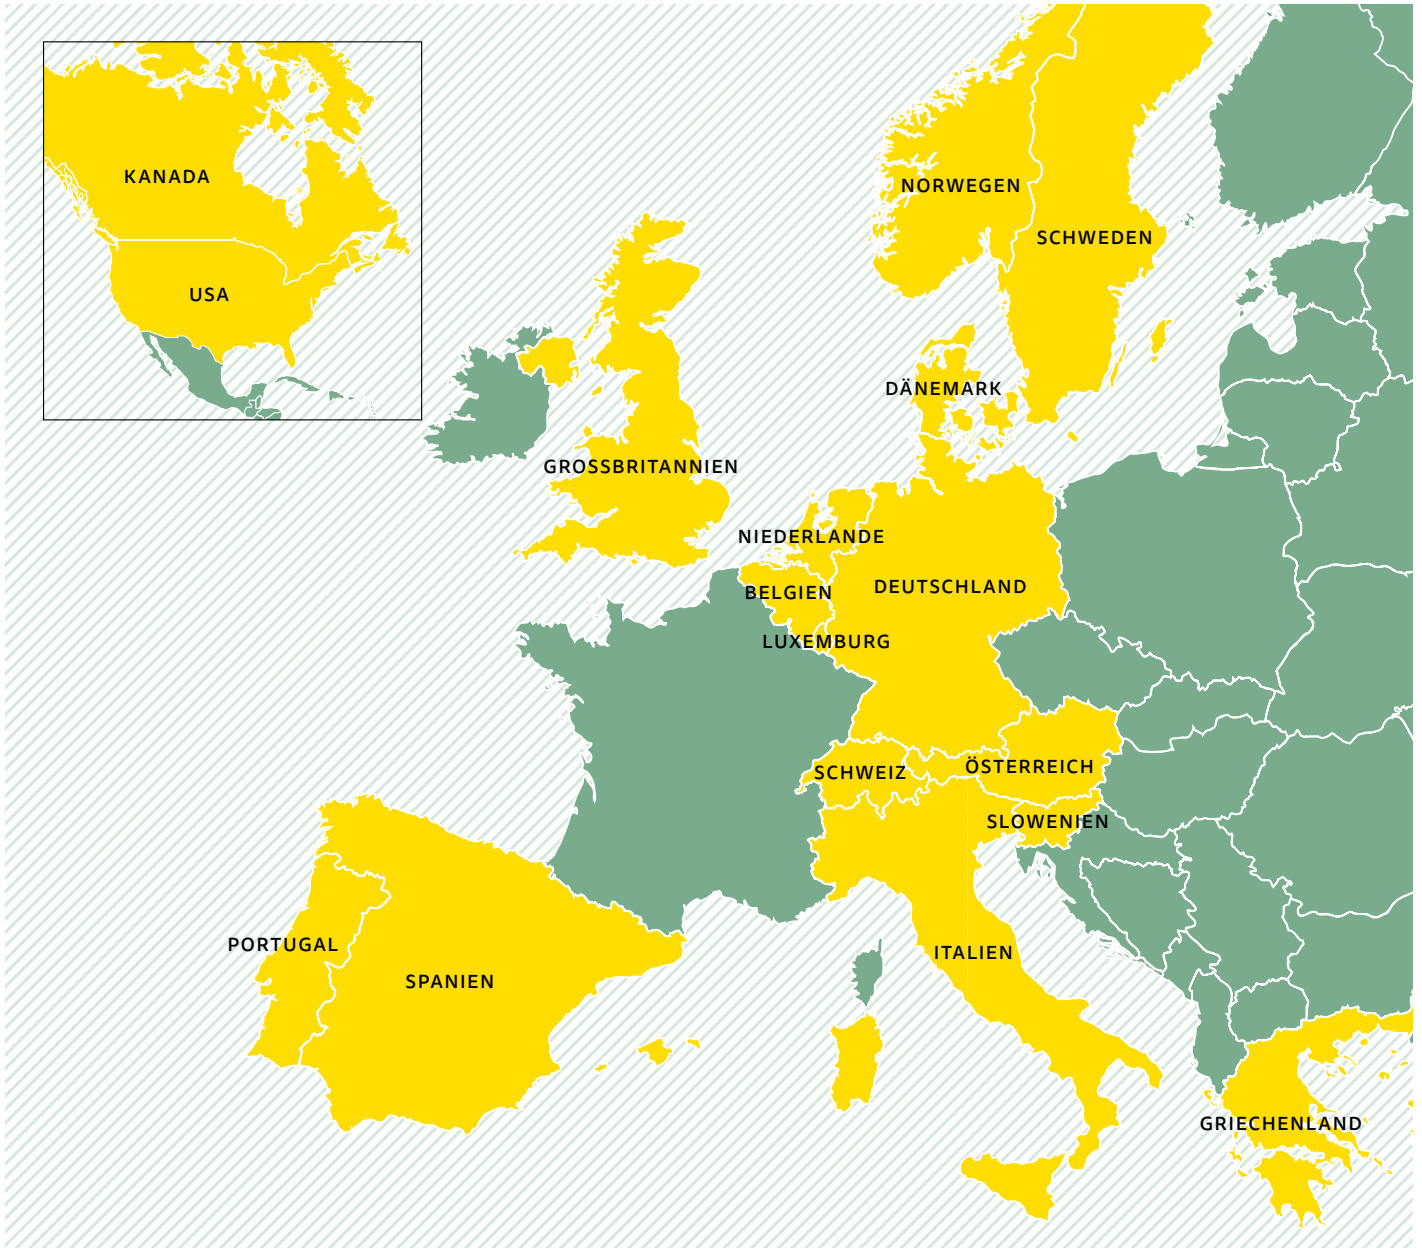 KANADA
USA
NORWEGEN
SCHWEDEN
DÄNEMARK
GROSSBRITANNIEN
NIEDERLANDE
DEUTSCHLAND
BELGIEN
LUXEMBURG
SCHWEIZ
ÖSTERREICH
SLOWENIEN
PORTUGAL
SPANIEN
ITALIEN
GRIECHENLAND